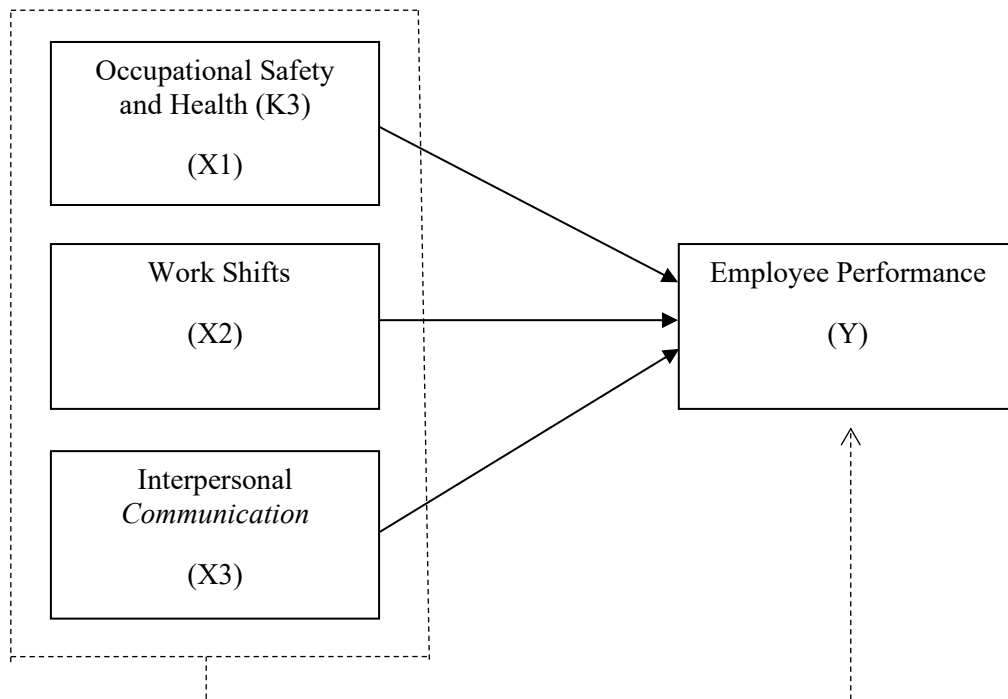 Occupational Safety
and Health (K3)
(X1)
Work Shifts
(X2)
Interpersonal
Communication
(X3)
Employee Performance
(Y)